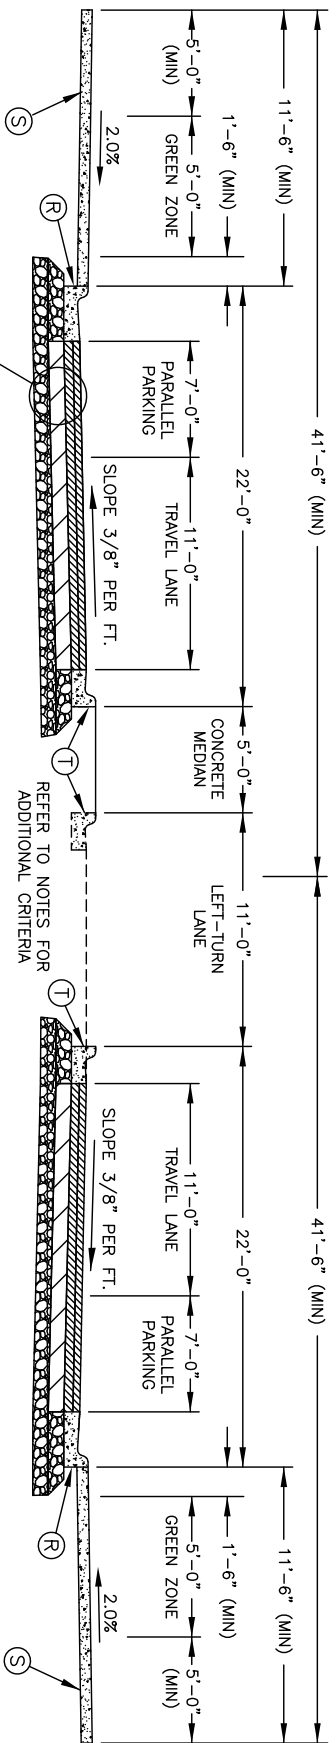 41'-6" (MIN)
41'-6" (MIN)
11'-6" (MIN)
22'-0"
5'-0"
CONCRETE
MEDIAN
11'-0"
LEFT-TURN
LANE
22'-0"
11'-6" (MIN)
1'-6" (MIN)
1'-6" (MIN)
5'-0"
(MIN)
5'-0"
GREEN ZONE
7'-0"
PARALLEL
PARKING
11'-0"
TRAVEL LANE
11'-0"
TRAVEL LANE
7'-0"
PARALLEL
PARKING
5'-0"
GREEN ZONE
5'-0"
(MIN)
2.0%
SLOPE 3/8" PER FT.
SLOPE 3/8" PER FT.
2.0%
S
R
T
T
R
S
REFER TO NOTES FOR
ADDITIONAL CRITERIA